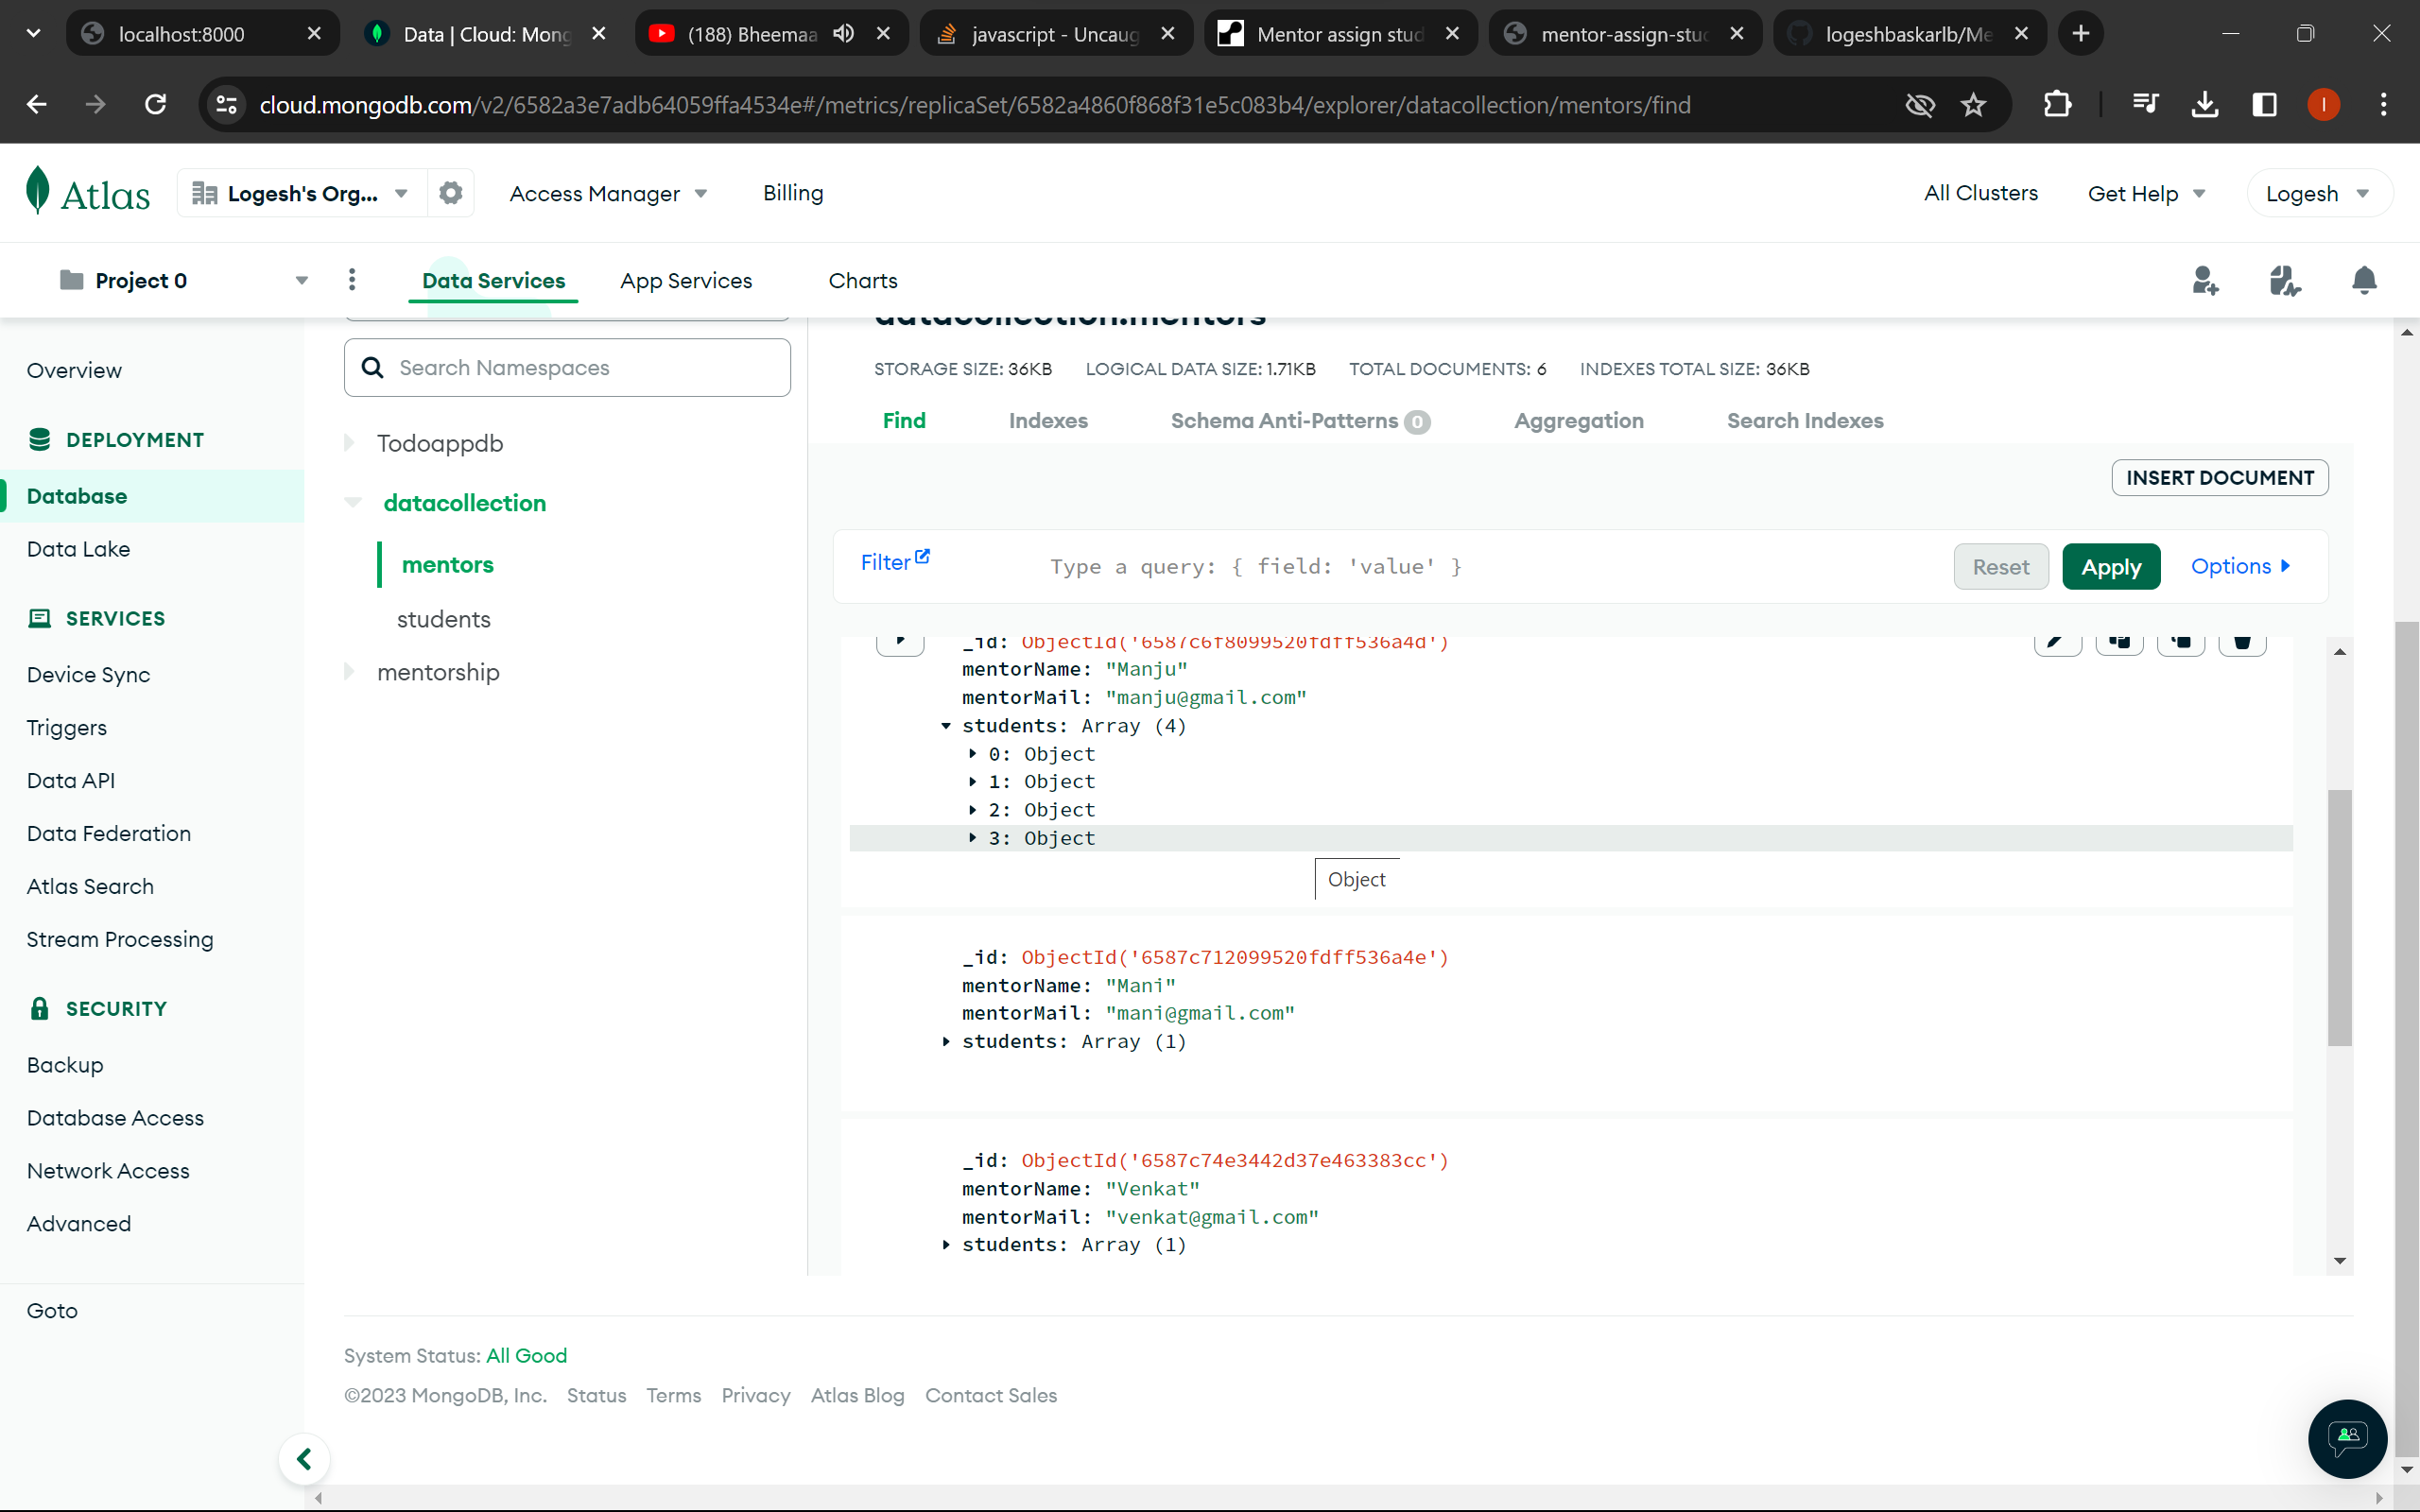 localhost:8000
Data | Cloud: Mong
(188) Bheemaa
javascript - Uncaug
Mentor assign stud
mentor-assign-stud
logeshbaskarlb/Me
cloud.mongodb.com/v2/6582a3e7adb64059ffa4534e#/metrics/replicaSet/6582a4860f868f31e5c083b4/explorer/datacollection/mentors/find
I
Atlas
Logesh's Org...
Access Manager
Billing
All Clusters
Get Help
Logesh
Project 0
Data Services
App Services
Charts
Overview
DEPLOYMENT
Database
Data Lake
SERVICES
Device Sync
Triggers
Data API
Data Federation
Atlas Search
Stream Processing
SECURITY
Backup
Database Access
Network Access
Advanced
Goto
Search Namespaces
Todoappdb
datacollection
mentors
students
mentorship
datacollection.mentors
STORAGE SIZE: 36KB LOGICAL DATA SIZE: 1.71KB TOTAL DOCUMENTS: 6 INDEXES TOTAL SIZE: 36KB
Find Indexes Schema Anti-Patterns 0 Aggregation Search Indexes
INSERT DOCUMENT
Filter Type a query: { field: 'value' } Reset Apply Options
_id: ObjectId('6587c6f8099520fdff536a4d')
mentorName: "Manju"
mentorMail: "manju@gmail.com"
students: Array (4)
0: Object
1: Object
2: Object
3: Object
Object
_id: ObjectId('6587c712099520fdff536a4e')
mentorName: "Mani"
mentorMail: "mani@gmail.com"
students: Array (1)
_id: ObjectId('6587c74e3442d37e463383cc')
mentorName: "Venkat"
mentorMail: "venkat@gmail.com"
students: Array (1)
System Status: All Good
©2023 MongoDB, Inc. Status Terms Privacy Atlas Blog Contact Sales